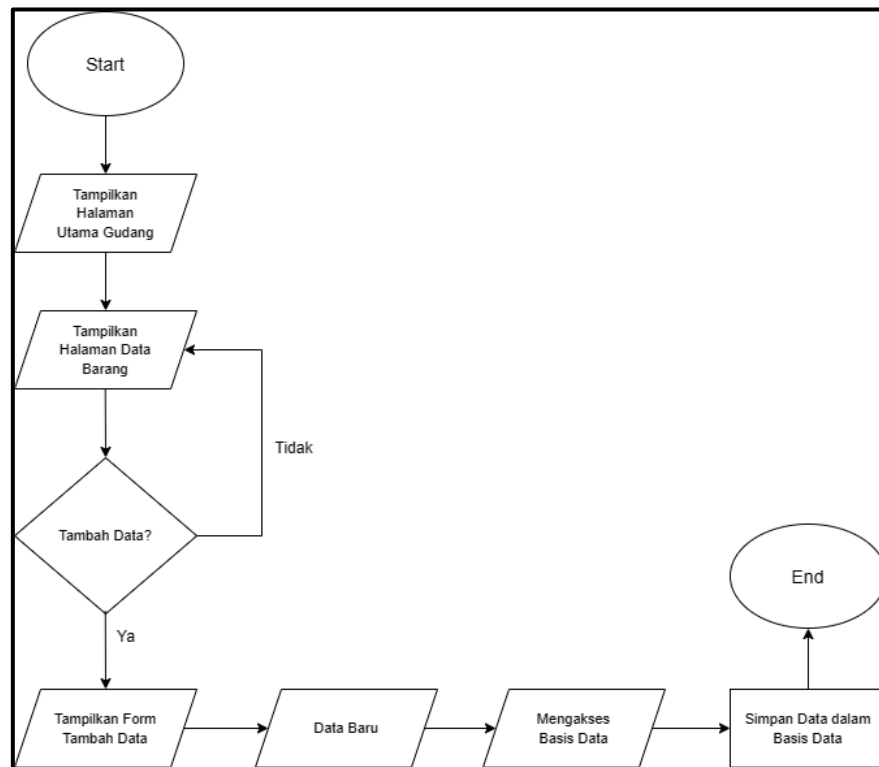 Start
Tampilkan
Halaman
Utama Gudang
Tampilkan
Halaman Data
Barang
Tidak
Tambah Data?
Ya
Tampilkan Form
Tambah Data
Data Baru
Mengakses
Basis Data
Simpan Data dalam
Basis Data
End